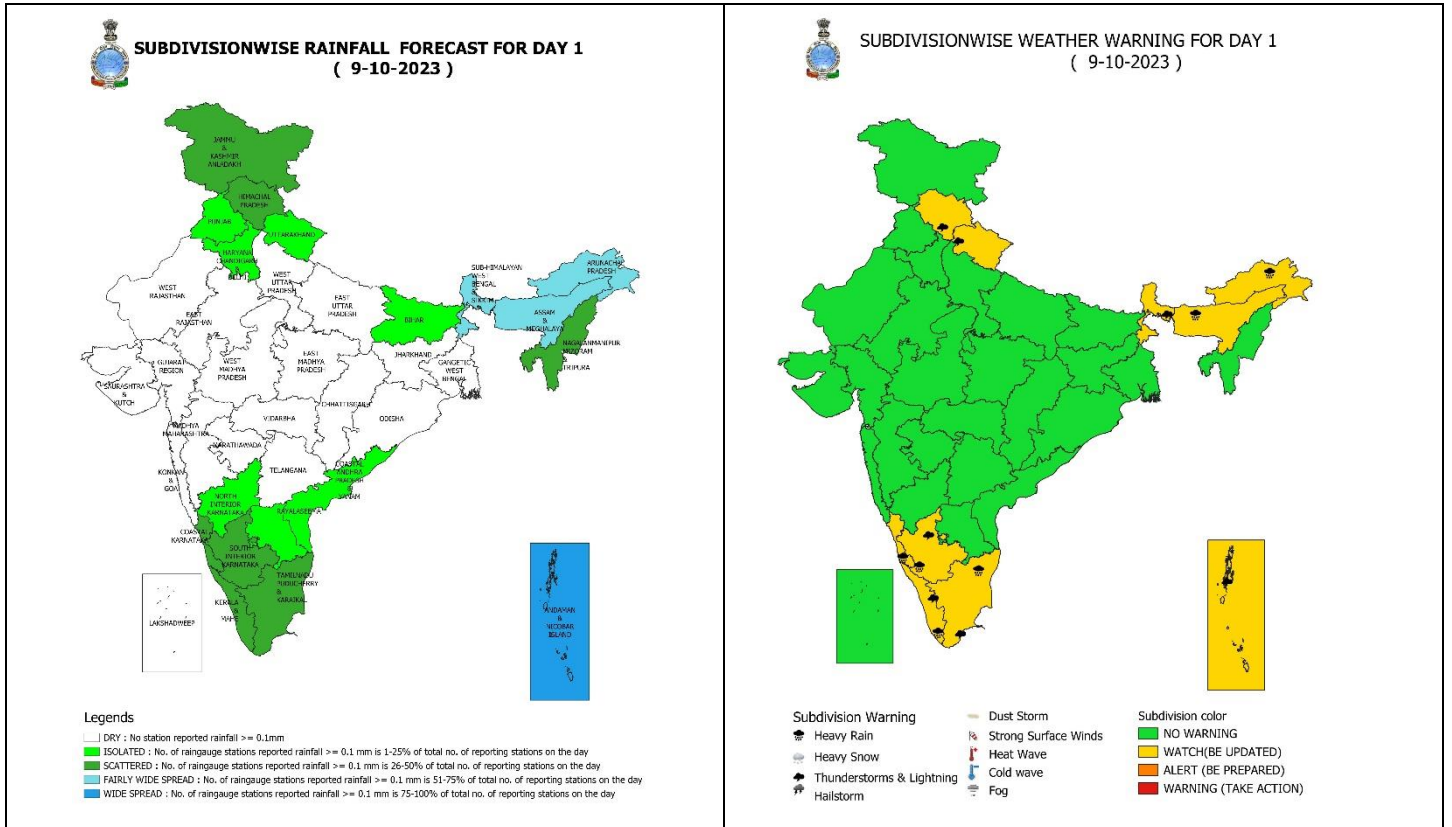 SUBDIVISIONWISE RAINFALL FORECAST FOR DAY 1
( 9-10-2023 )
JAMMU
&
KASHMIR
ANLADAKH
HIMACHAL
PRADESH
PUNJAB
UTTARAKHAND
HARYANA
CHANDIGARH
&
DELHI
WEST
RAJASTHAN
WEST
UTTAR
PRADESH
EAST
RAJASTHAN
EAST
UTTAR
PRADESH
SUB-HIMALAYAN
WEST
BENGAL
&
SIKKIM
ARUNACHAL
PRADESH
ASSAM
&
MEGHALAYA
NAGALANMANIPUR
MIZORAM
&
TRIPURA
BIHAR
JHARKHAND
GANGETIC
WEST
BENGAL
GUJARAT
REGION
WEST
MADHYA
PRADESH
EAST
MADHYA
PRADESH
SAURASHTRA
&
KUTCH
CHHATTISGARH
ODISHA
VIDARBHA
MADHYA
MAHARASHTRA
MARATHAWADA
KONKAN
&
GOA
TELANGANA
COASTAL
ANDHRA
PRADESH
&
YANAM
NORTH
INTERIOR
KARNATAKA
RAYALASEEMA
COASTAL
KARNATAKA
SOUTH
INTERIOR
KARNATAKA
TAMILNADU
PUDUCHERRY
&
KARAIKAL
KERALA
MAHE
LAKSHADWEEP
ANDAMAN
&
NICOBAR
ISLAND
Legends
DRY : No station reported rainfall >= 0.1mm
ISOLATED : No. of raingauge stations reported rainfall >= 0.1 mm is 1-25% of total no. of reporting stations on the day
SCATTERED : No. of raingauge stations reported rainfall >= 0.1 mm is 26-50% of total no. of reporting stations on the day
FAIRLY WIDE SPREAD : No. of raingauge stations reported rainfall >= 0.1 mm is 51-75% of total no. of reporting stations on the day
WIDE SPREAD : No. of raingauge stations reported rainfall >= 0.1 mm is 75-100% of total no. of reporting stations on the day
SUBDIVISIONWISE WEATHER WARNING FOR DAY 1
( 9-10-2023 )
Subdivision Warning
Heavy Rain
Heavy Snow
Thunderstorms & Lightning
Hailstorm
Dust Storm
Strong Surface Winds
Heat Wave
Cold wave
Fog
Subdivision color
NO WARNING
WATCH(BE UPDATED)
ALERT (BE PREPARED)
WARNING (TAKE ACTION)